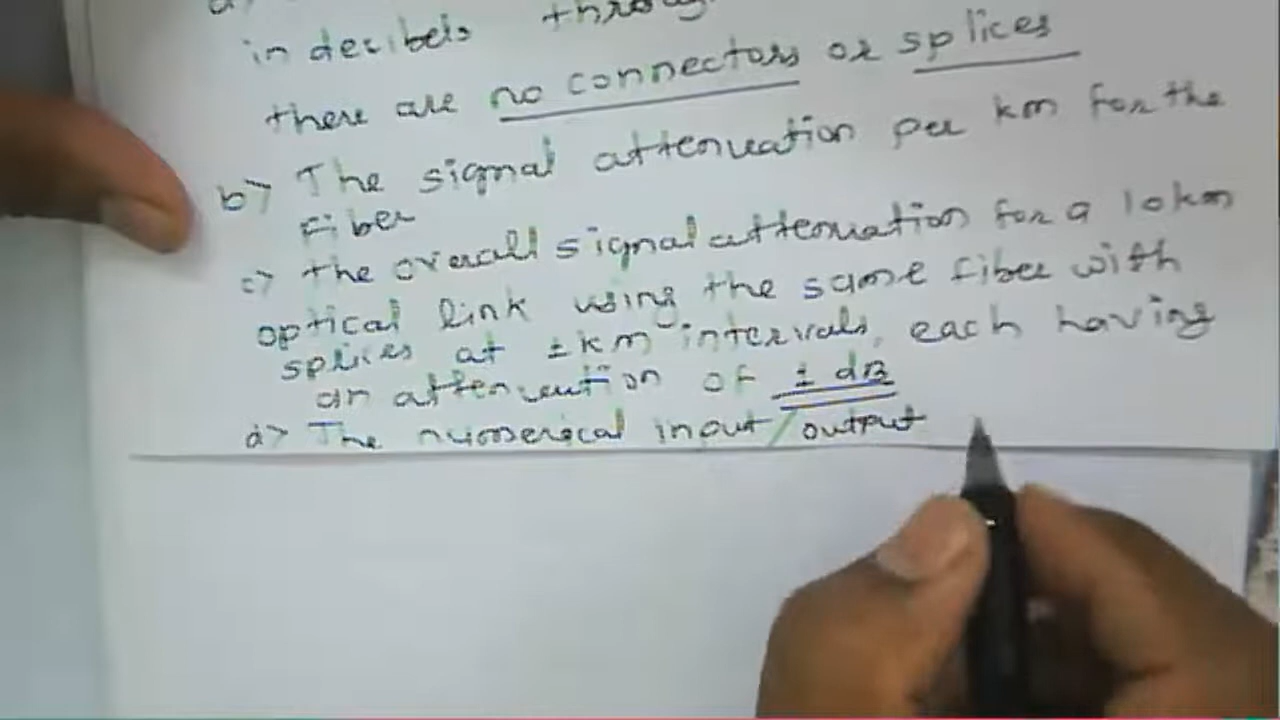 in decibels
there are no connectors or splices
b) The signal attenuation per km for the
fiber
c) the overall signal attenuation for a 10km
optical link using the same fiber with
splices at 1km intervals, each having
an attenuation of 1 dB
d) The numerical input/output